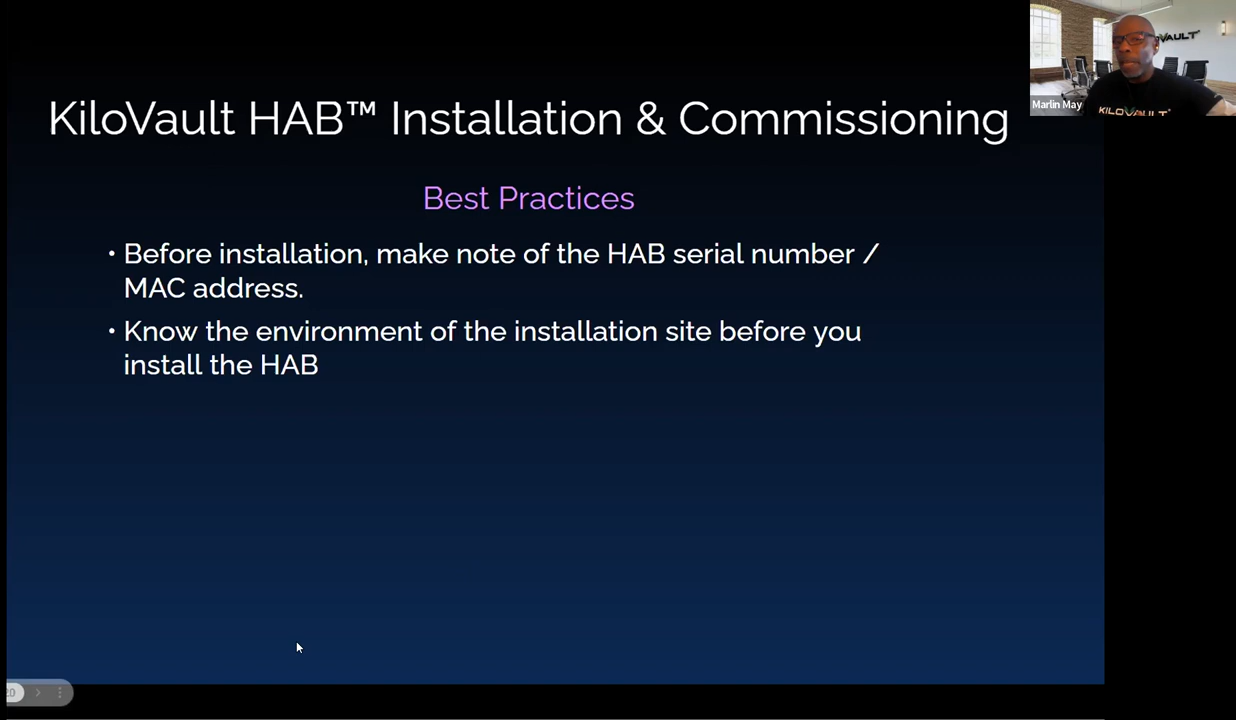 KiloVault HAB™ Installation & Commissioning
Best Practices
• Before installation, make note of the HAB serial number /
MAC address.
• Know the environment of the installation site before you
install the HAB
Marlin May
KILOVAULT